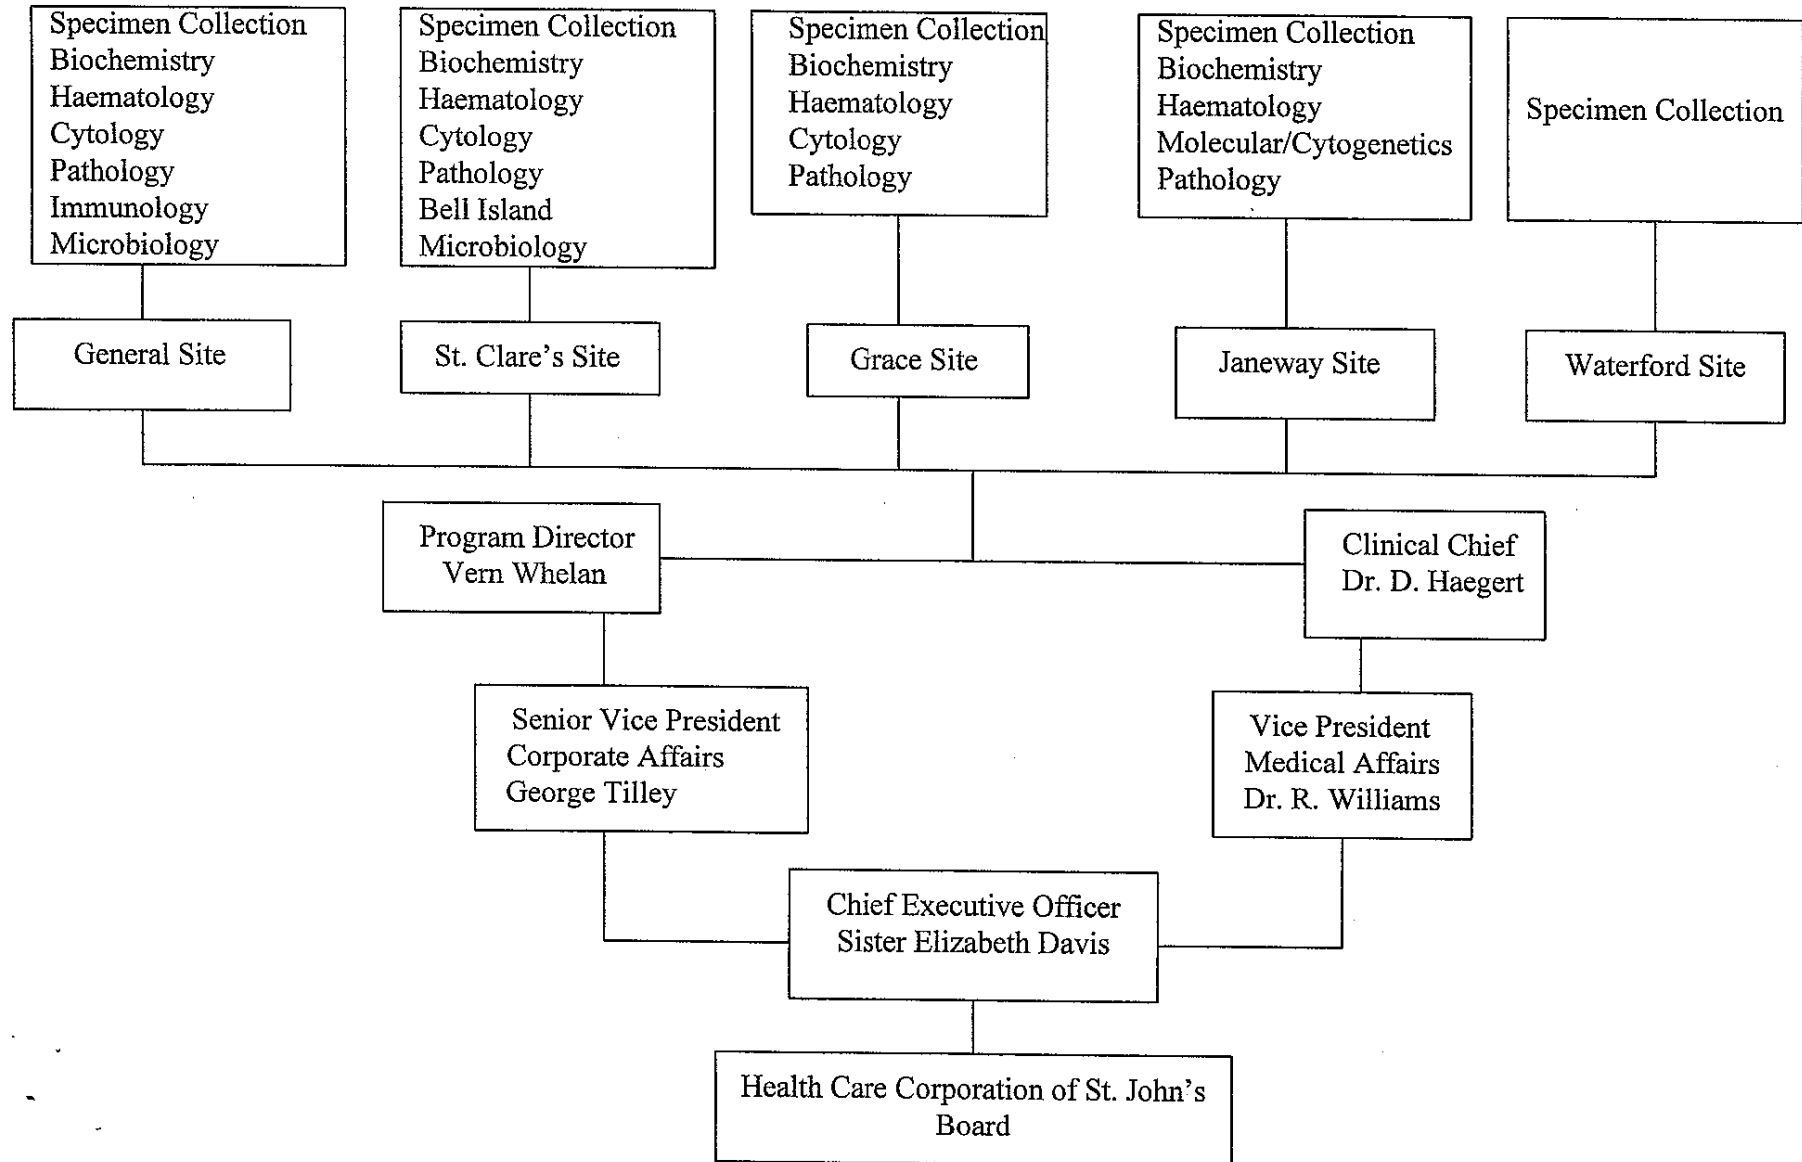 Specimen Collection
Biochemistry
Haematology
Cytology
Pathology
Immunology
Microbiology
Specimen Collection
Biochemistry
Haematology
Cytology
Pathology
Bell Island
Microbiology
Specimen Collection
Biochemistry
Haematology
Cytology
Pathology
Specimen Collection
Biochemistry
Haematology
Molecular/Cytogenetics
Pathology
Specimen Collection
General Site
St. Clare's Site
Grace Site
Janeway Site
Waterford Site
Program Director
Vern Whelan
Clinical Chief
Dr. D. Haegert
Senior Vice President
Corporate Affairs
George Tilley
Vice President
Medical Affairs
Dr. R. Williams
Chief Executive Officer
Sister Elizabeth Davis
Health Care Corporation of St. John's
Board